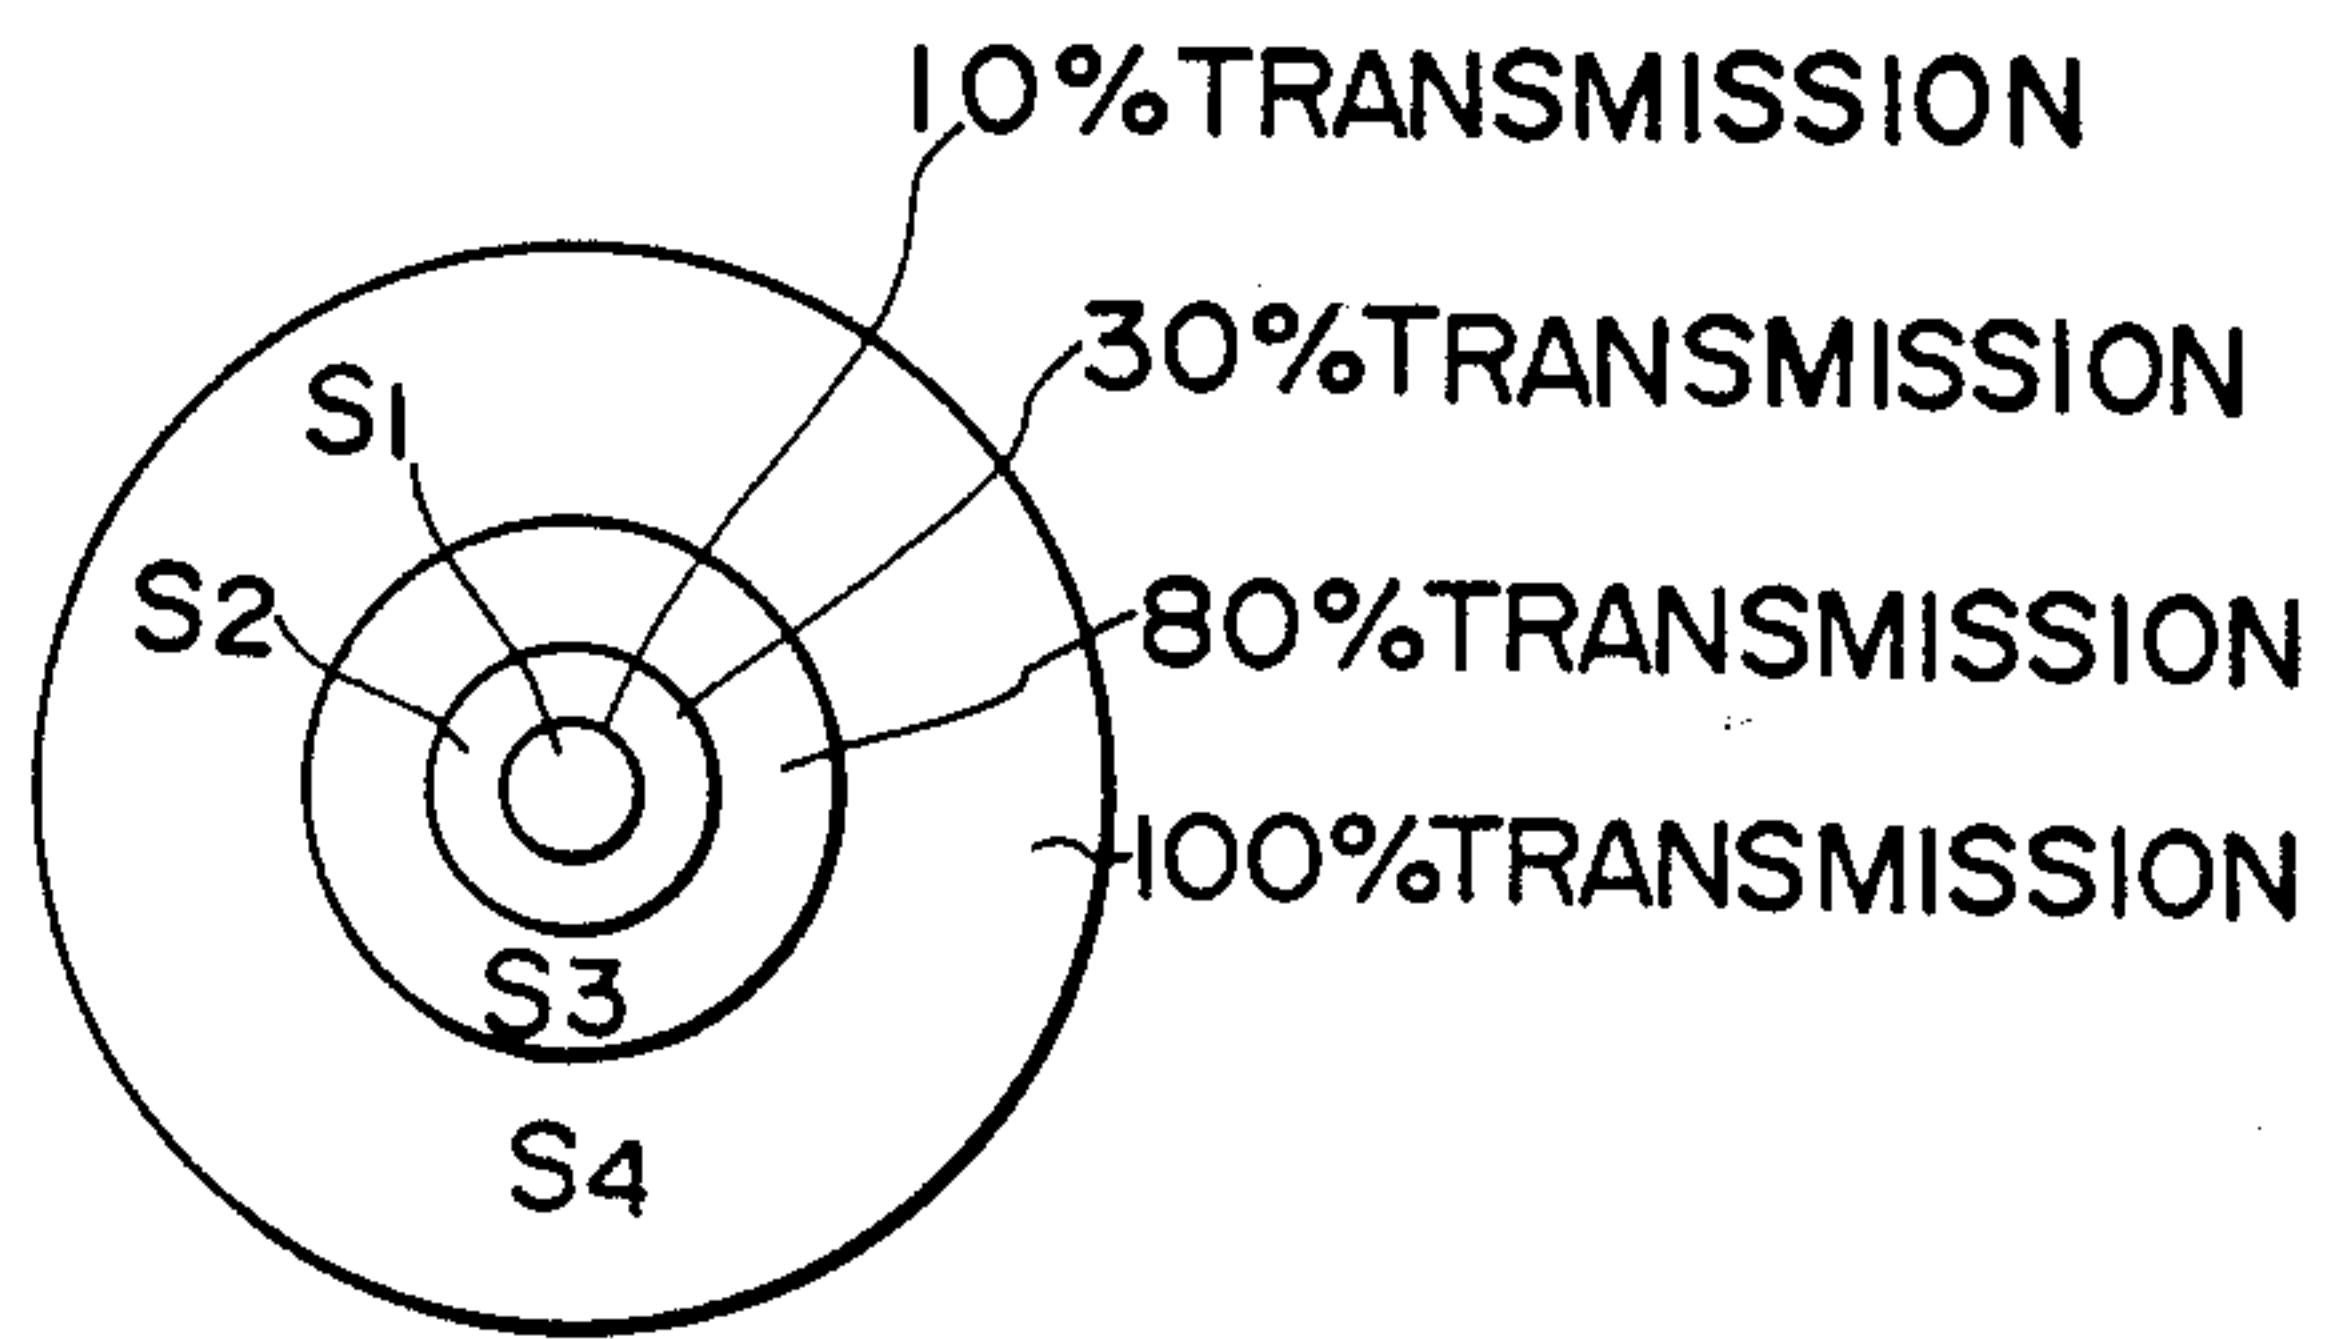 10%TRANSMISSION
30%TRANSMISSION
S1
80%TRANSMISSION
S2
100%TRANSMISSION
S3
S4